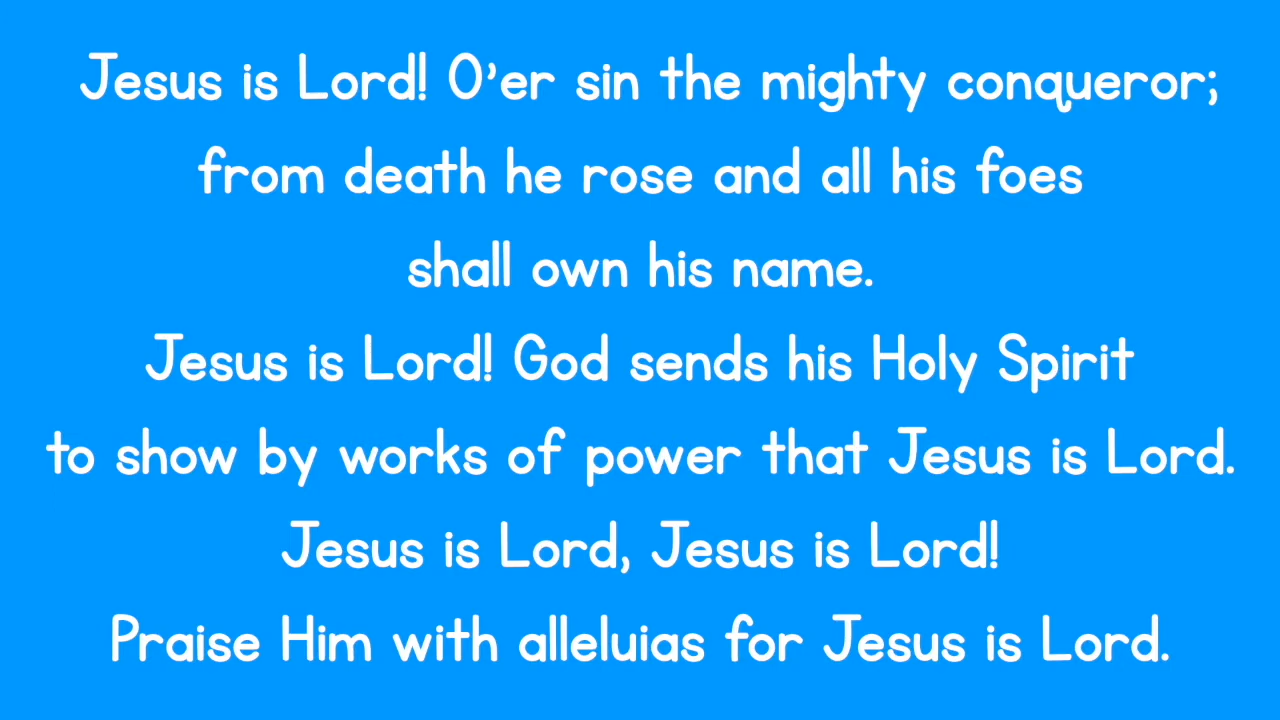 Jesus is Lord! O'er sin the mighty conqueror;
from death he rose and all his foes
shall own his name.
Jesus is Lord! God sends his Holy Spirit
to show by works of power that Jesus is Lord.
Jesus is Lord, Jesus is Lord!
Praise Him with alleluias for Jesus is Lord.